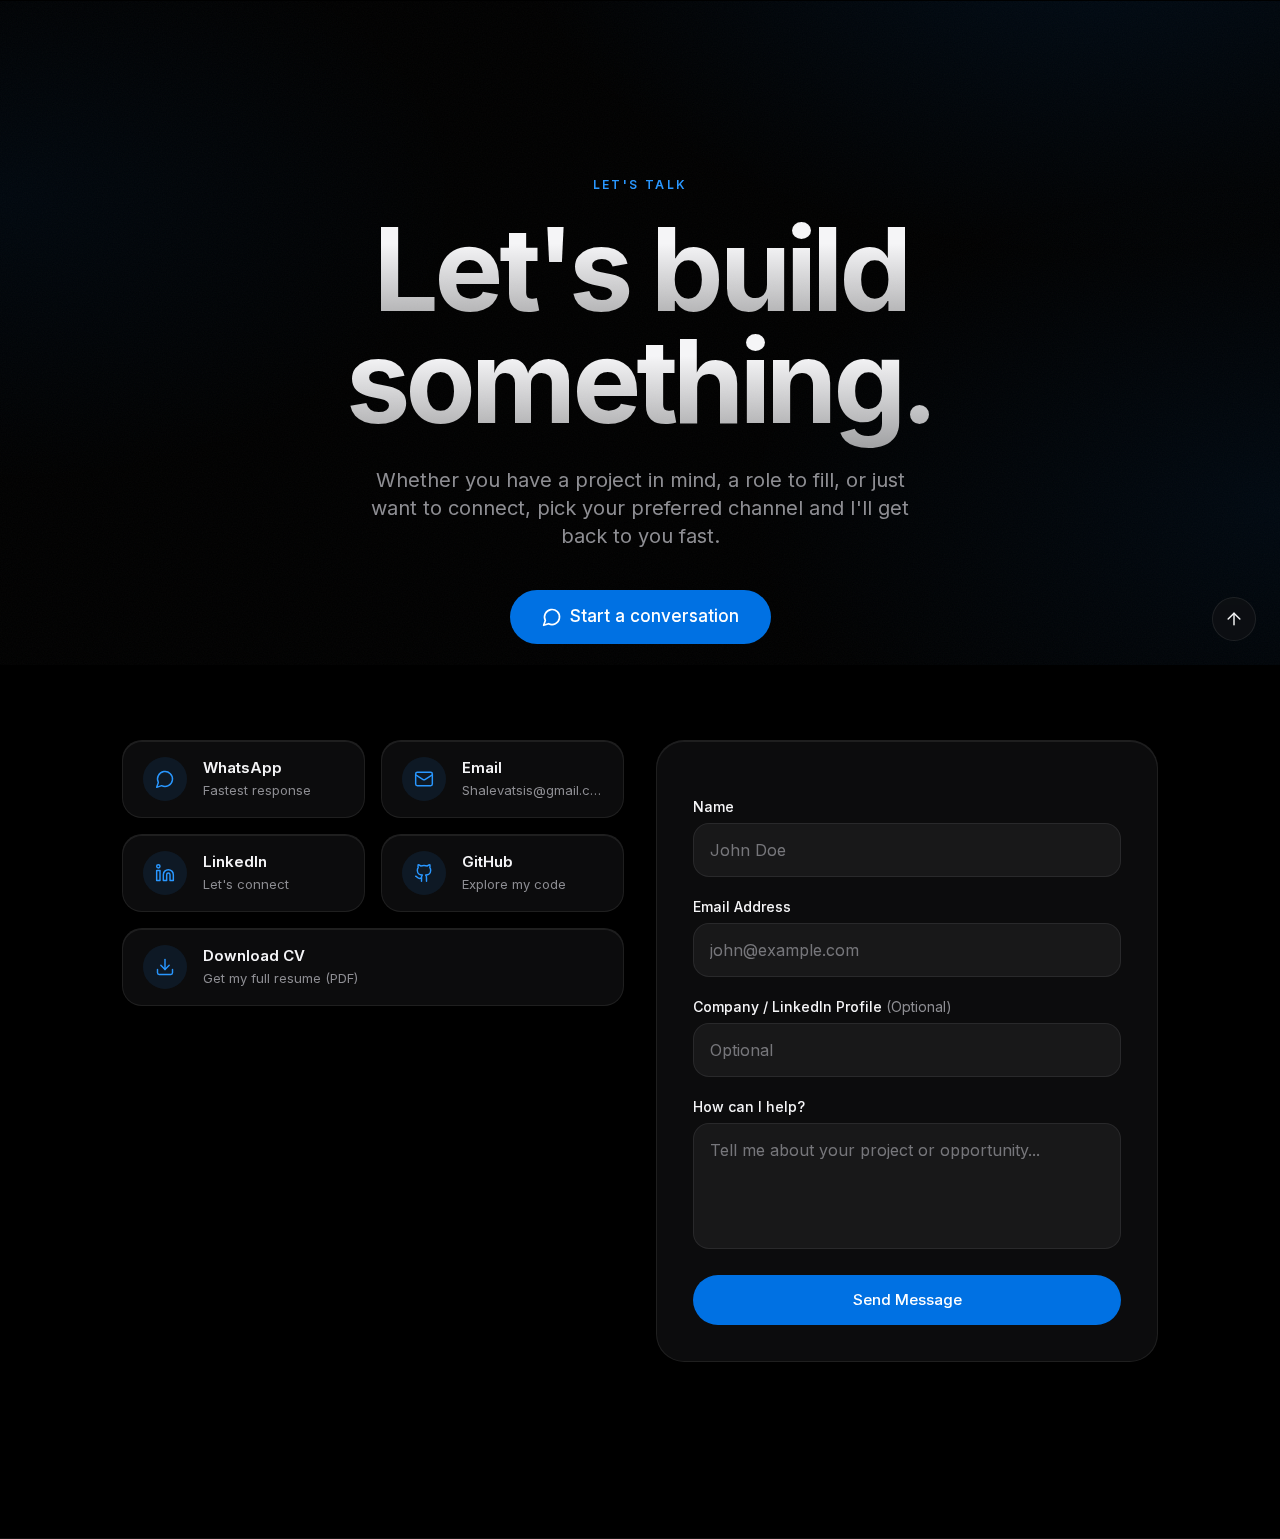 LET'S TALK
Let's build
something.
Whether you have a project in mind, a role to fill, or just
want to connect, pick your preferred channel and I'll get
back to you fast.
Start a conversation
WhatsApp
Fastest response
Email
Shalevatsis@gmail.c...
LinkedIn
Let's connect
GitHub
Explore my code
Download CV
Get my full resume (PDF)
Name
John Doe
Email Address
john@example.com
Company / LinkedIn Profile (Optional)
Optional
How can I help?
Tell me about your project or opportunity...
Send Message